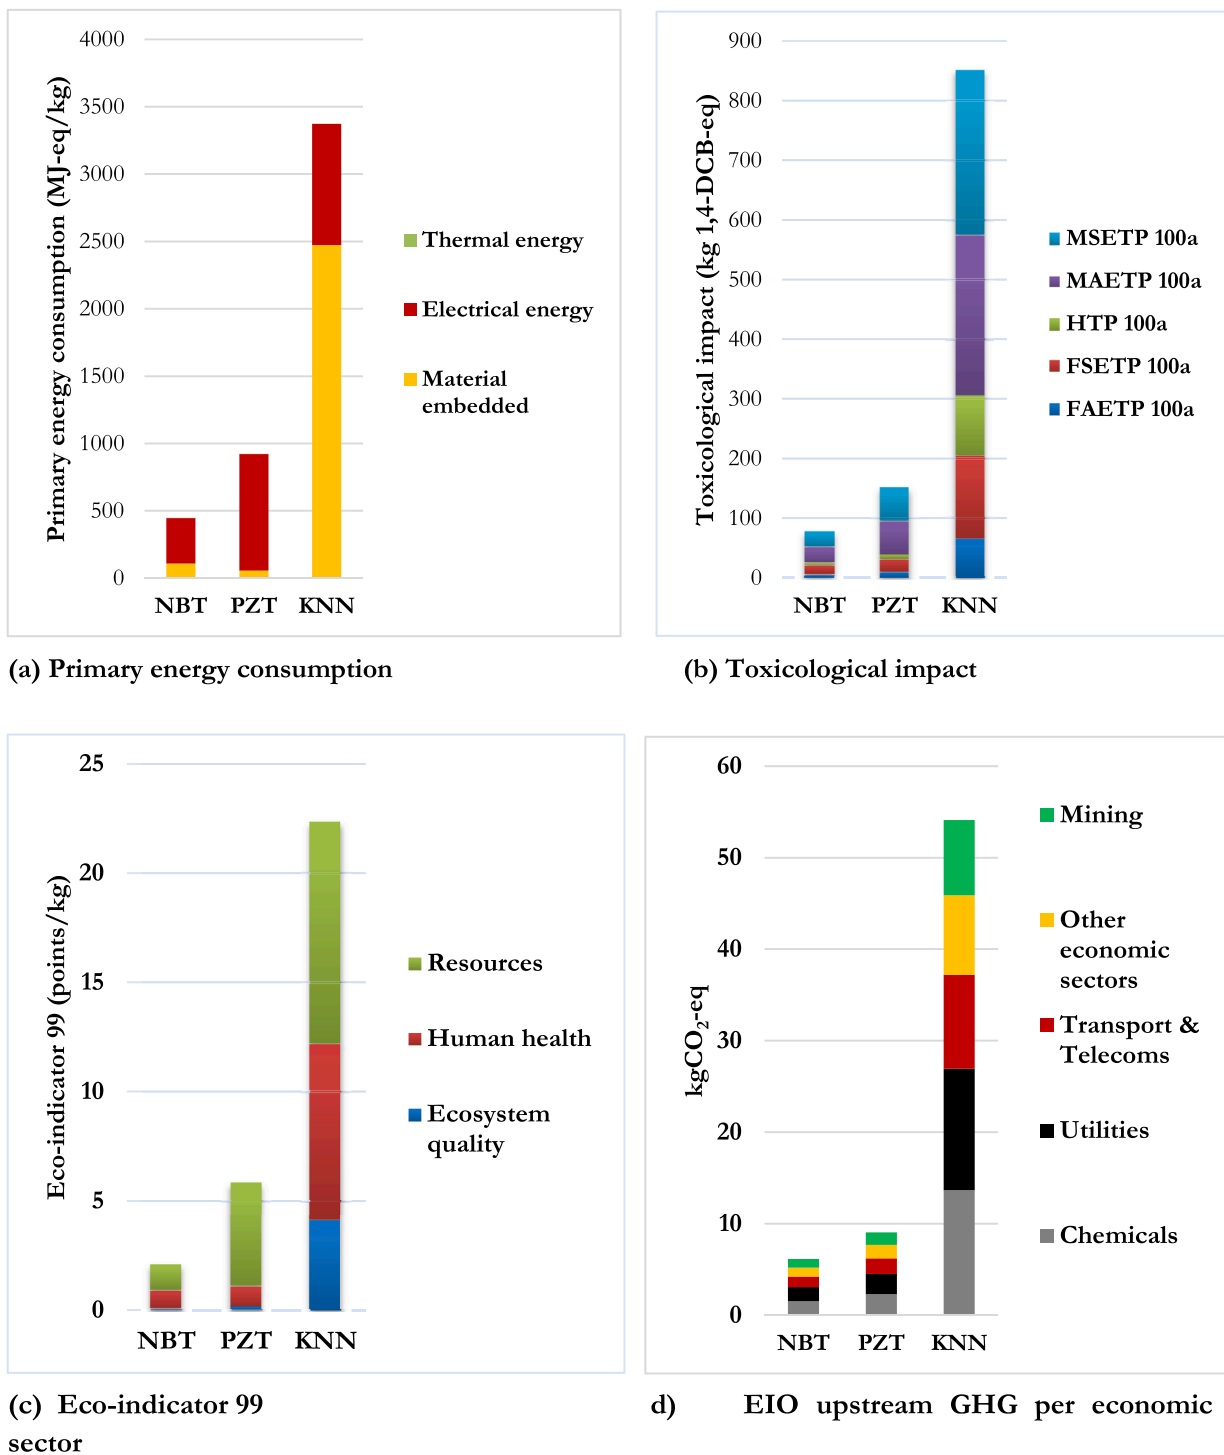 4000
3500
3000
2500
2000
1500
1000
500
0
Primary energy consumption (MJ-eq/kg)
NBT PZT KNN
Thermal energy
Electrical energy
Material
embedded
(a) Primary energy consumption
900
800
700
600
500
400
300
200
100
0
Toxicological impact (kg 1,4-DCB-eq)
NBT PZT KNN
MSETP 100a
MAETP 100a
HTP 100a
FSETP 100a
FAETP 100a
(b) Toxicological impact
25
20
15
10
5
0
Eco-indicator 99 (points/kg)
NBT PZT KNN
Resources
Human health
Ecosystem
quality
(c) Eco-indicator 99
60
50
40
30
20
10
0
kgCO₂-eq
NBT PZT KNN
Mining
Other
economic
sectors
Transport &
Telecoms
Utilities
Chemicals
d) EIO upstream GHG per economic
sector